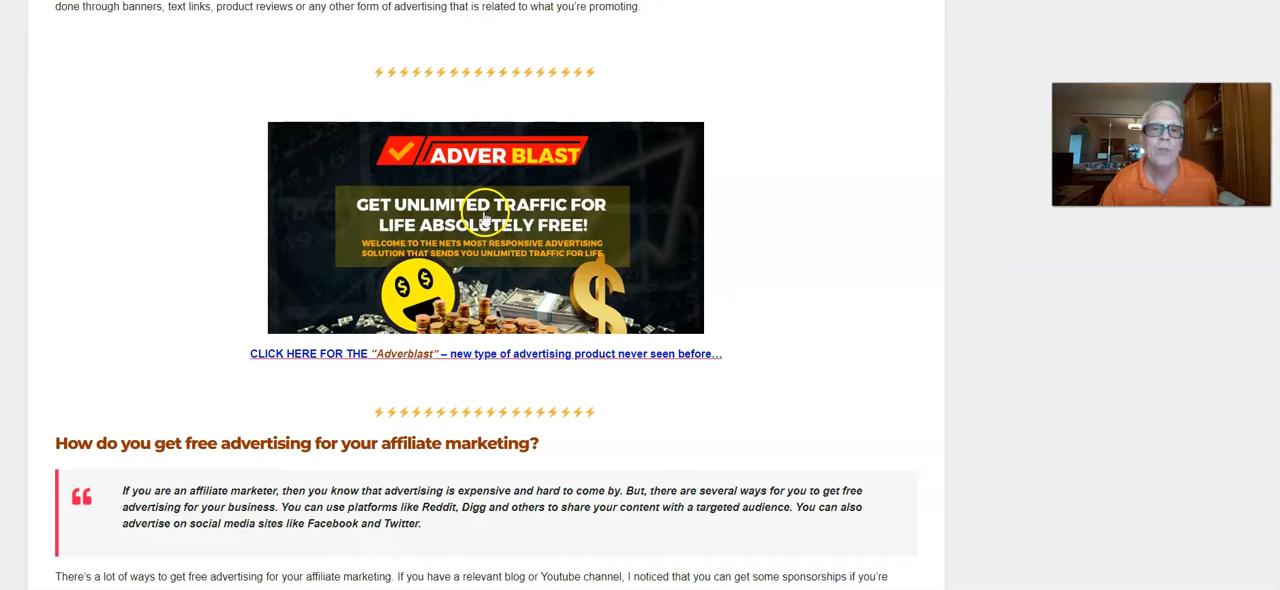 done through banners, text links, product reviews or any other form of advertising that is related to what you're promoting.
ADVER BLAST
GET UNLIMITED TRAFFIC FOR
LIFE ABSOLUTELY FREE!
WELCOME TO THE NETS MOST RESPONSIVE ADVERTISING
SOLUTION THAT SENDS YOU UNLIMITED TRAFFIC FOR LIFE
CLICK HERE FOR THE "Adverblast" – new type of advertising product never seen before…
How do you get free advertising for your affiliate marketing?
If you are an affiliate marketer, then you know that advertising is expensive and hard to come by. But, there are several ways for you to get free
advertising for your business. You can use platforms like Reddit, Digg and others to share your content with a targeted audience. You can also
advertise on social media sites like Facebook and Twitter.
There's a lot of ways to get free advertising for your affiliate marketing. If you have a relevant blog or Youtube channel, I noticed that you can get some sponsorships if you're